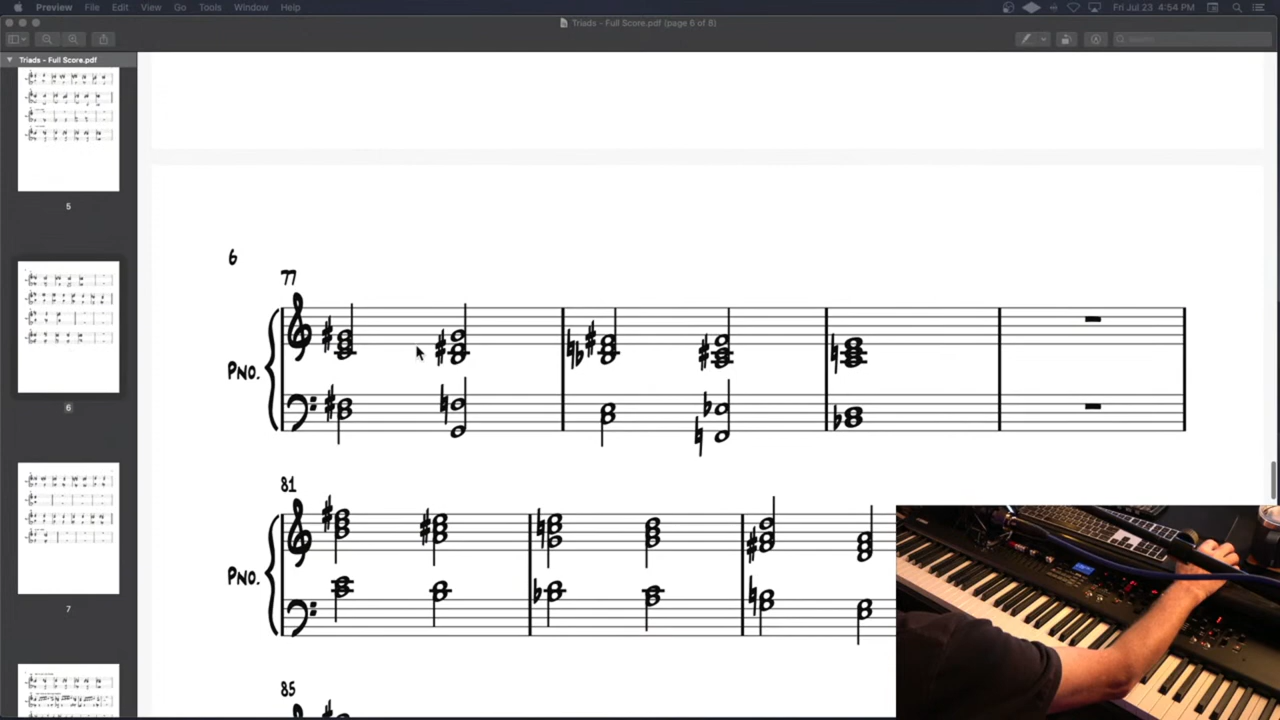 Preview File Edit View Go Tools Window Help
Fri Jul 23 4:54 PM
Triads - Full Score.pdf (page 6 of 8)
Triads - Full Score.pdf
5
6
7
6
77
Pno.
81
Pno.
85